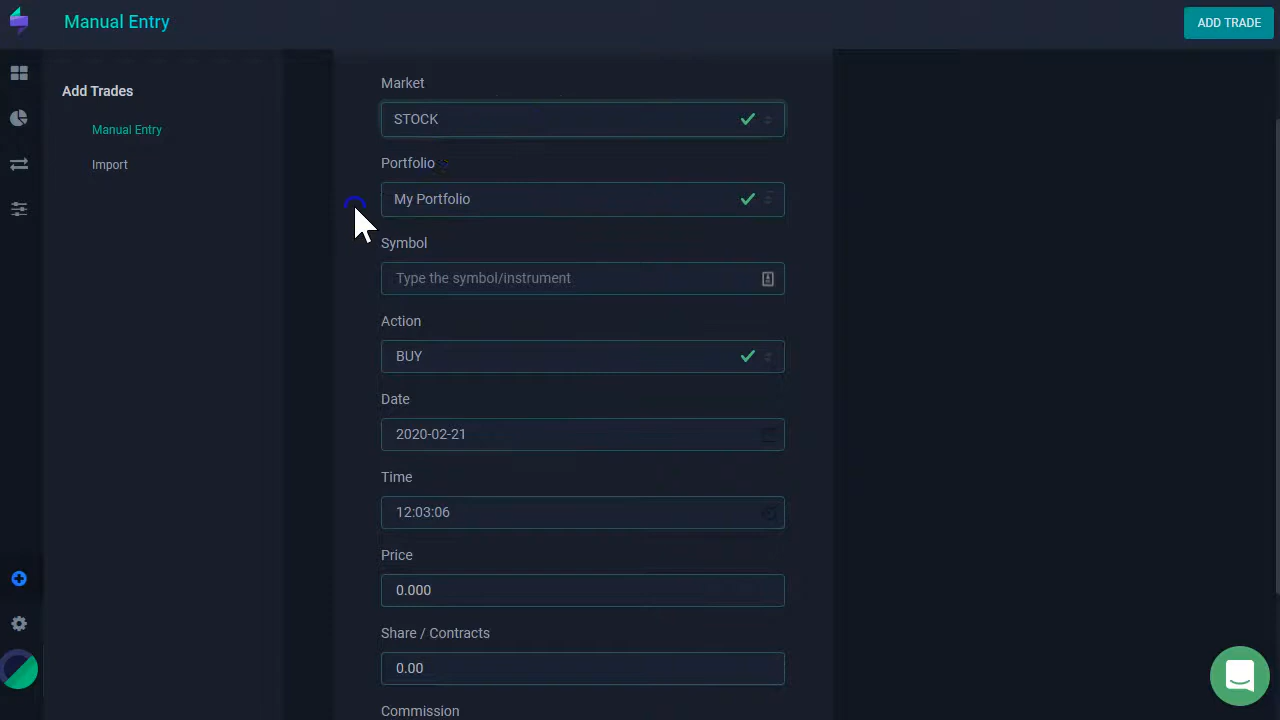 Manual Entry
ADD TRADE
Add Trades
Manual Entry
Import
Market
STOCK
Portfolio
My Portfolio
Symbol
Type the symbol/instrument
Action
BUY
Date
2020-02-21
Time
12:03:06
Price
0.000
Share / Contracts
0.00
Commission